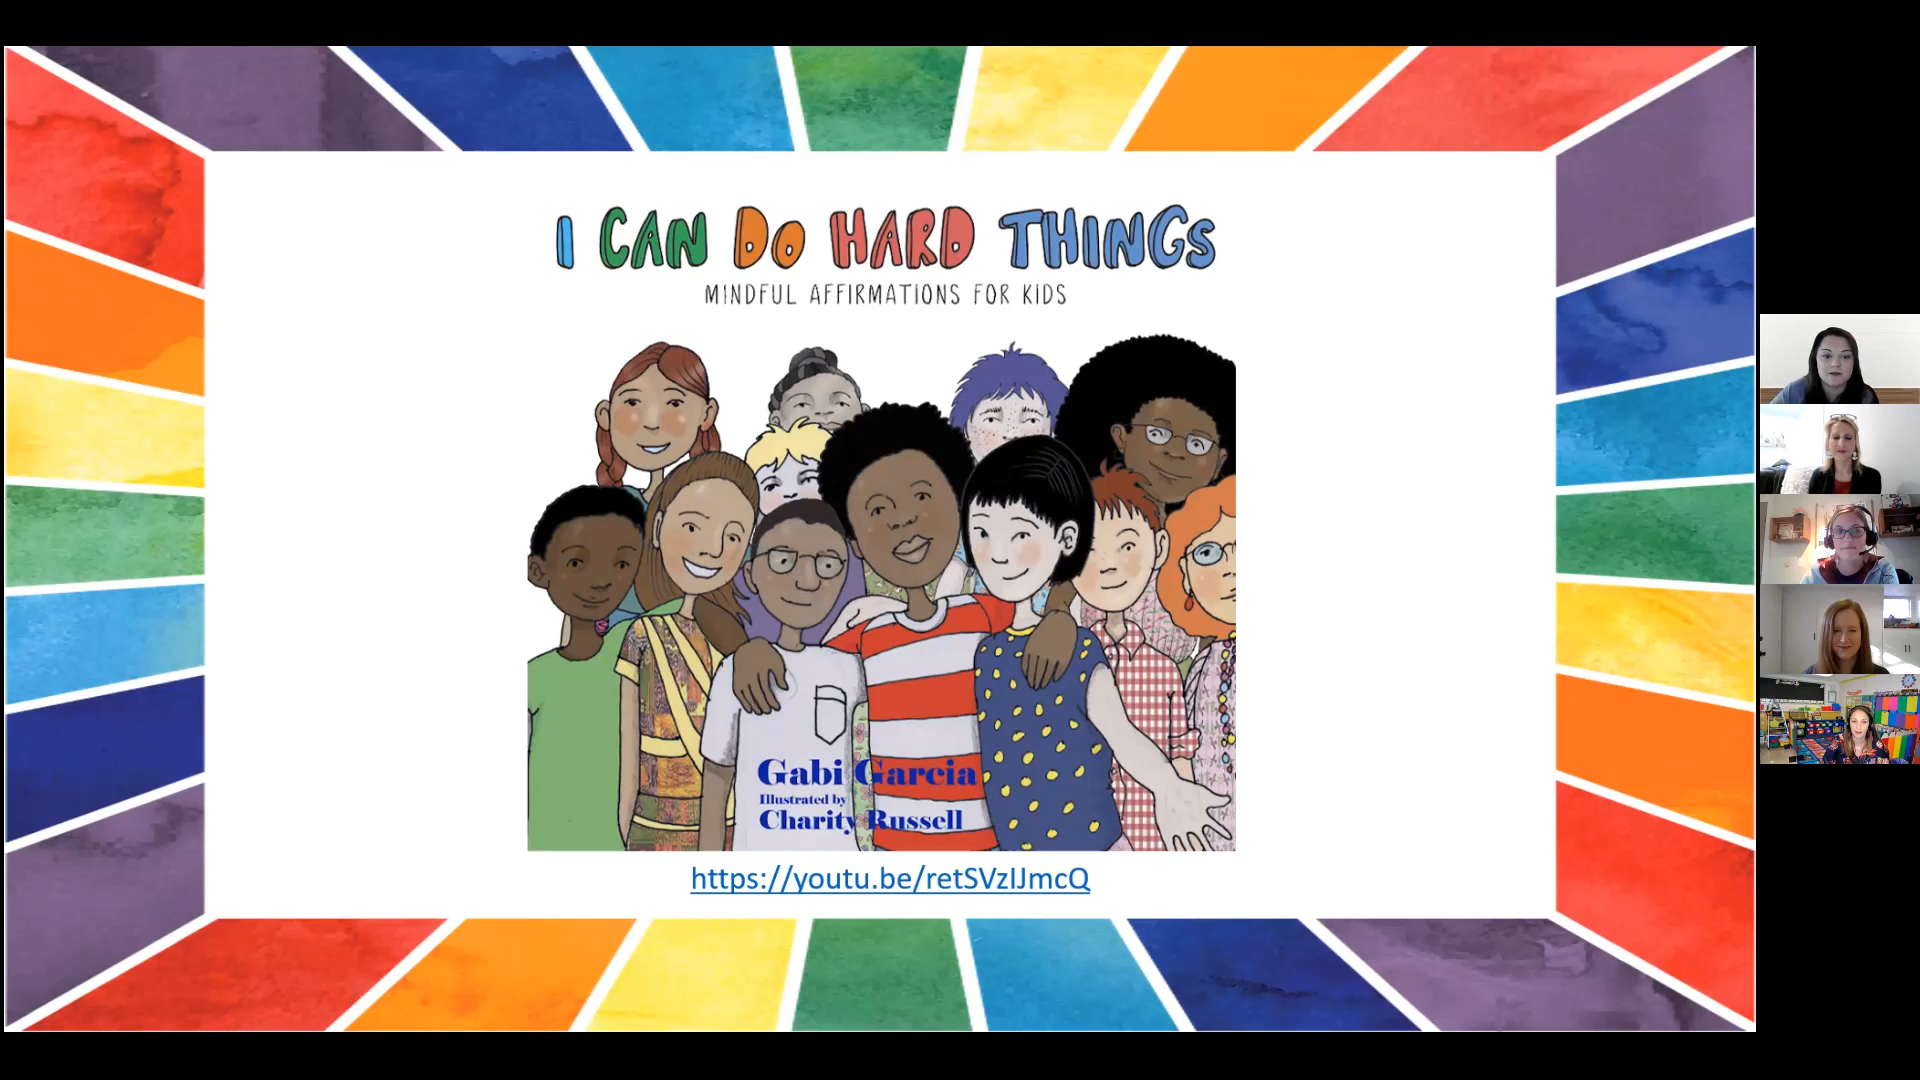 I CAN DO HARD THINGS
MINDFUL AFFIRMATIONS FOR KIDS
Gabi Garcia
Illustrated by
Charity Russell
https://youtu.be/retSVzIJmcQ